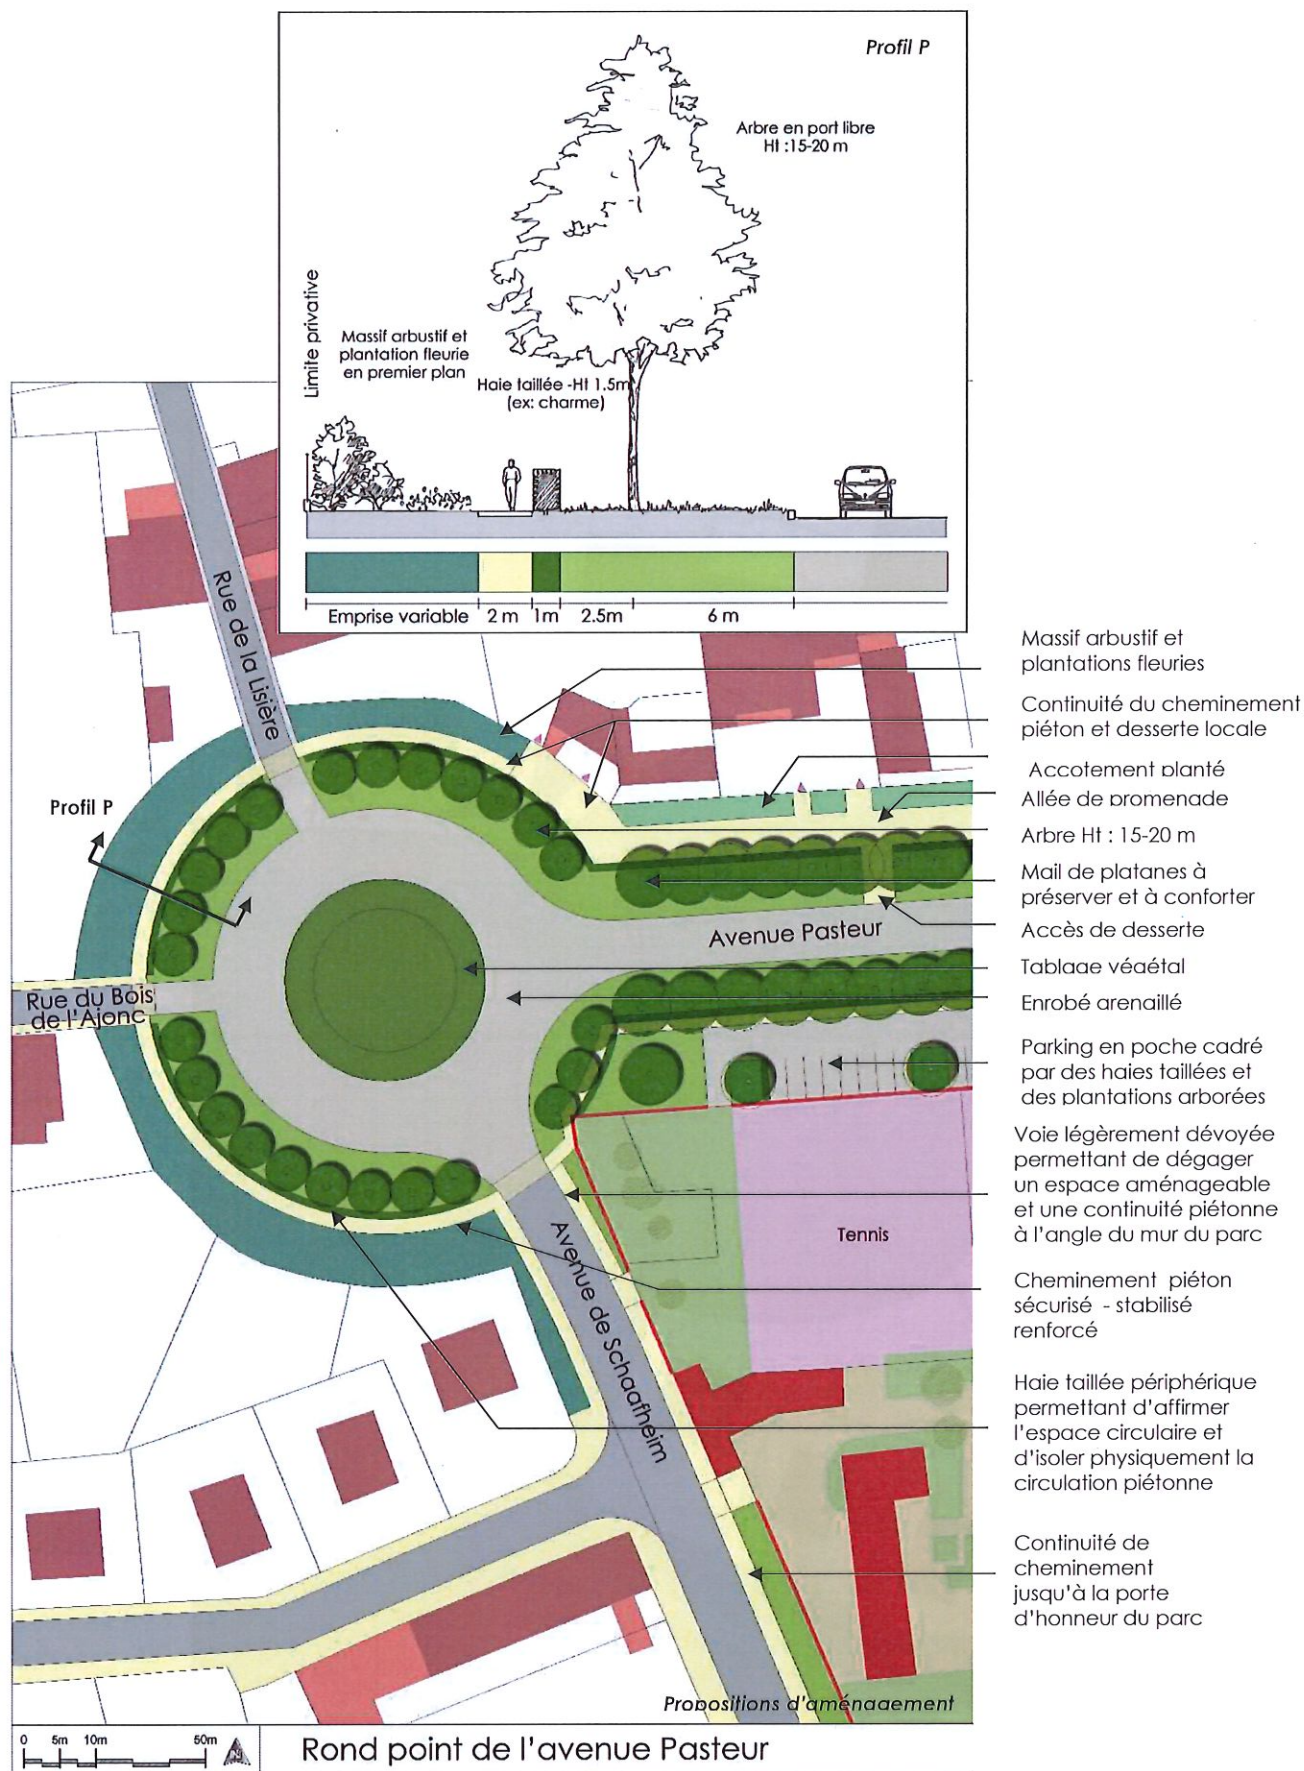 Profil P
Arbre en port libre
Ht :15-20 m
Limite privative
Massif arbustif et
plantation fleurie
en premier plan
Haie taillée -Ht 1.5m
(ex: charme)
Emprise variable
2 m
1m
2.5m
6 m
Rue de la Lisière
Profil P
Rue du Bois
de l'Ajonc
Avenue Pasteur
Avenue de Schaafheim
Tennis
Massif arbustif et
plantations fleuries
Continuité du cheminement
piéton et desserte locale
Accotement planté
Allée de promenade
Arbre Ht : 15-20 m
Mail de platanes à
préserver et à conforter
Accès de desserte
Tablage végétal
Enrobé arenaillé
Parking en poche cadré
par des haies taillées et
des plantations arborées
Voie légèrement dévoyée
permettant de dégager
un espace aménageable
et une continuité piétonne
à l'angle du mur du parc
Cheminement piéton
sécurisé - stabilisé
renforcé
Haie taillée périphérique
permettant d'affirmer
l'espace circulaire et
d'isoler physiquement la
circulation piétonne
Continuité de
cheminement
jusqu'à la porte
d'honneur du parc
Propositions d'aménagement
0 5m 10m 50m
N
Rond point de l'avenue Pasteur